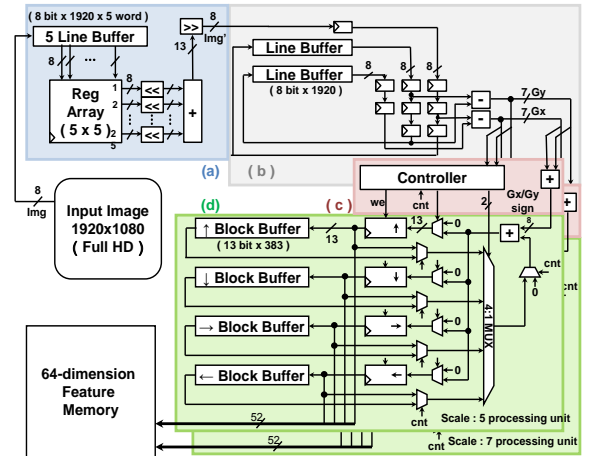 ( 8 bit x 1920 x 5 word )
5 Line Buffer
8
8
...
8
Reg
Array
( 5 x 5 )
1
2
2
5
8
<<
<<
<<
+
13
>>
8
Img'
(a)
Line Buffer
Line Buffer
( 8 bit x 1920 )
8
8
8
-
-
7
Gy
7
Gx
( b )
8
Img
Input Image
1920x1080
( Full HD )
Controller
we
cnt
2
Gx/Gy
sign
+
+
( c )
(d)
↑ Block Buffer
( 13 bit x 383 )
13
↑
13
0
+
8
cnt
0
cnt
↓ Block Buffer
↓
0
→ Block Buffer
→
0
← Block Buffer
←
0
4:1 MUX
cnt
Scale : 5 processing unit
cnt
Scale : 7 processing unit
64-dimension
Feature
Memory
52
52